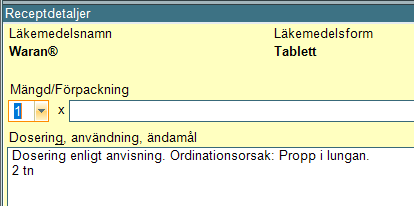 Receptdetaljer
Läkemedelsnamn Läkemedelsform
Waran® Tablett
Mängd/Förpackning
1 x
Dosering, användning, ändamål
Dosering enligt anvisning. Ordinationsorsak: Propp i lungan.
2 tn